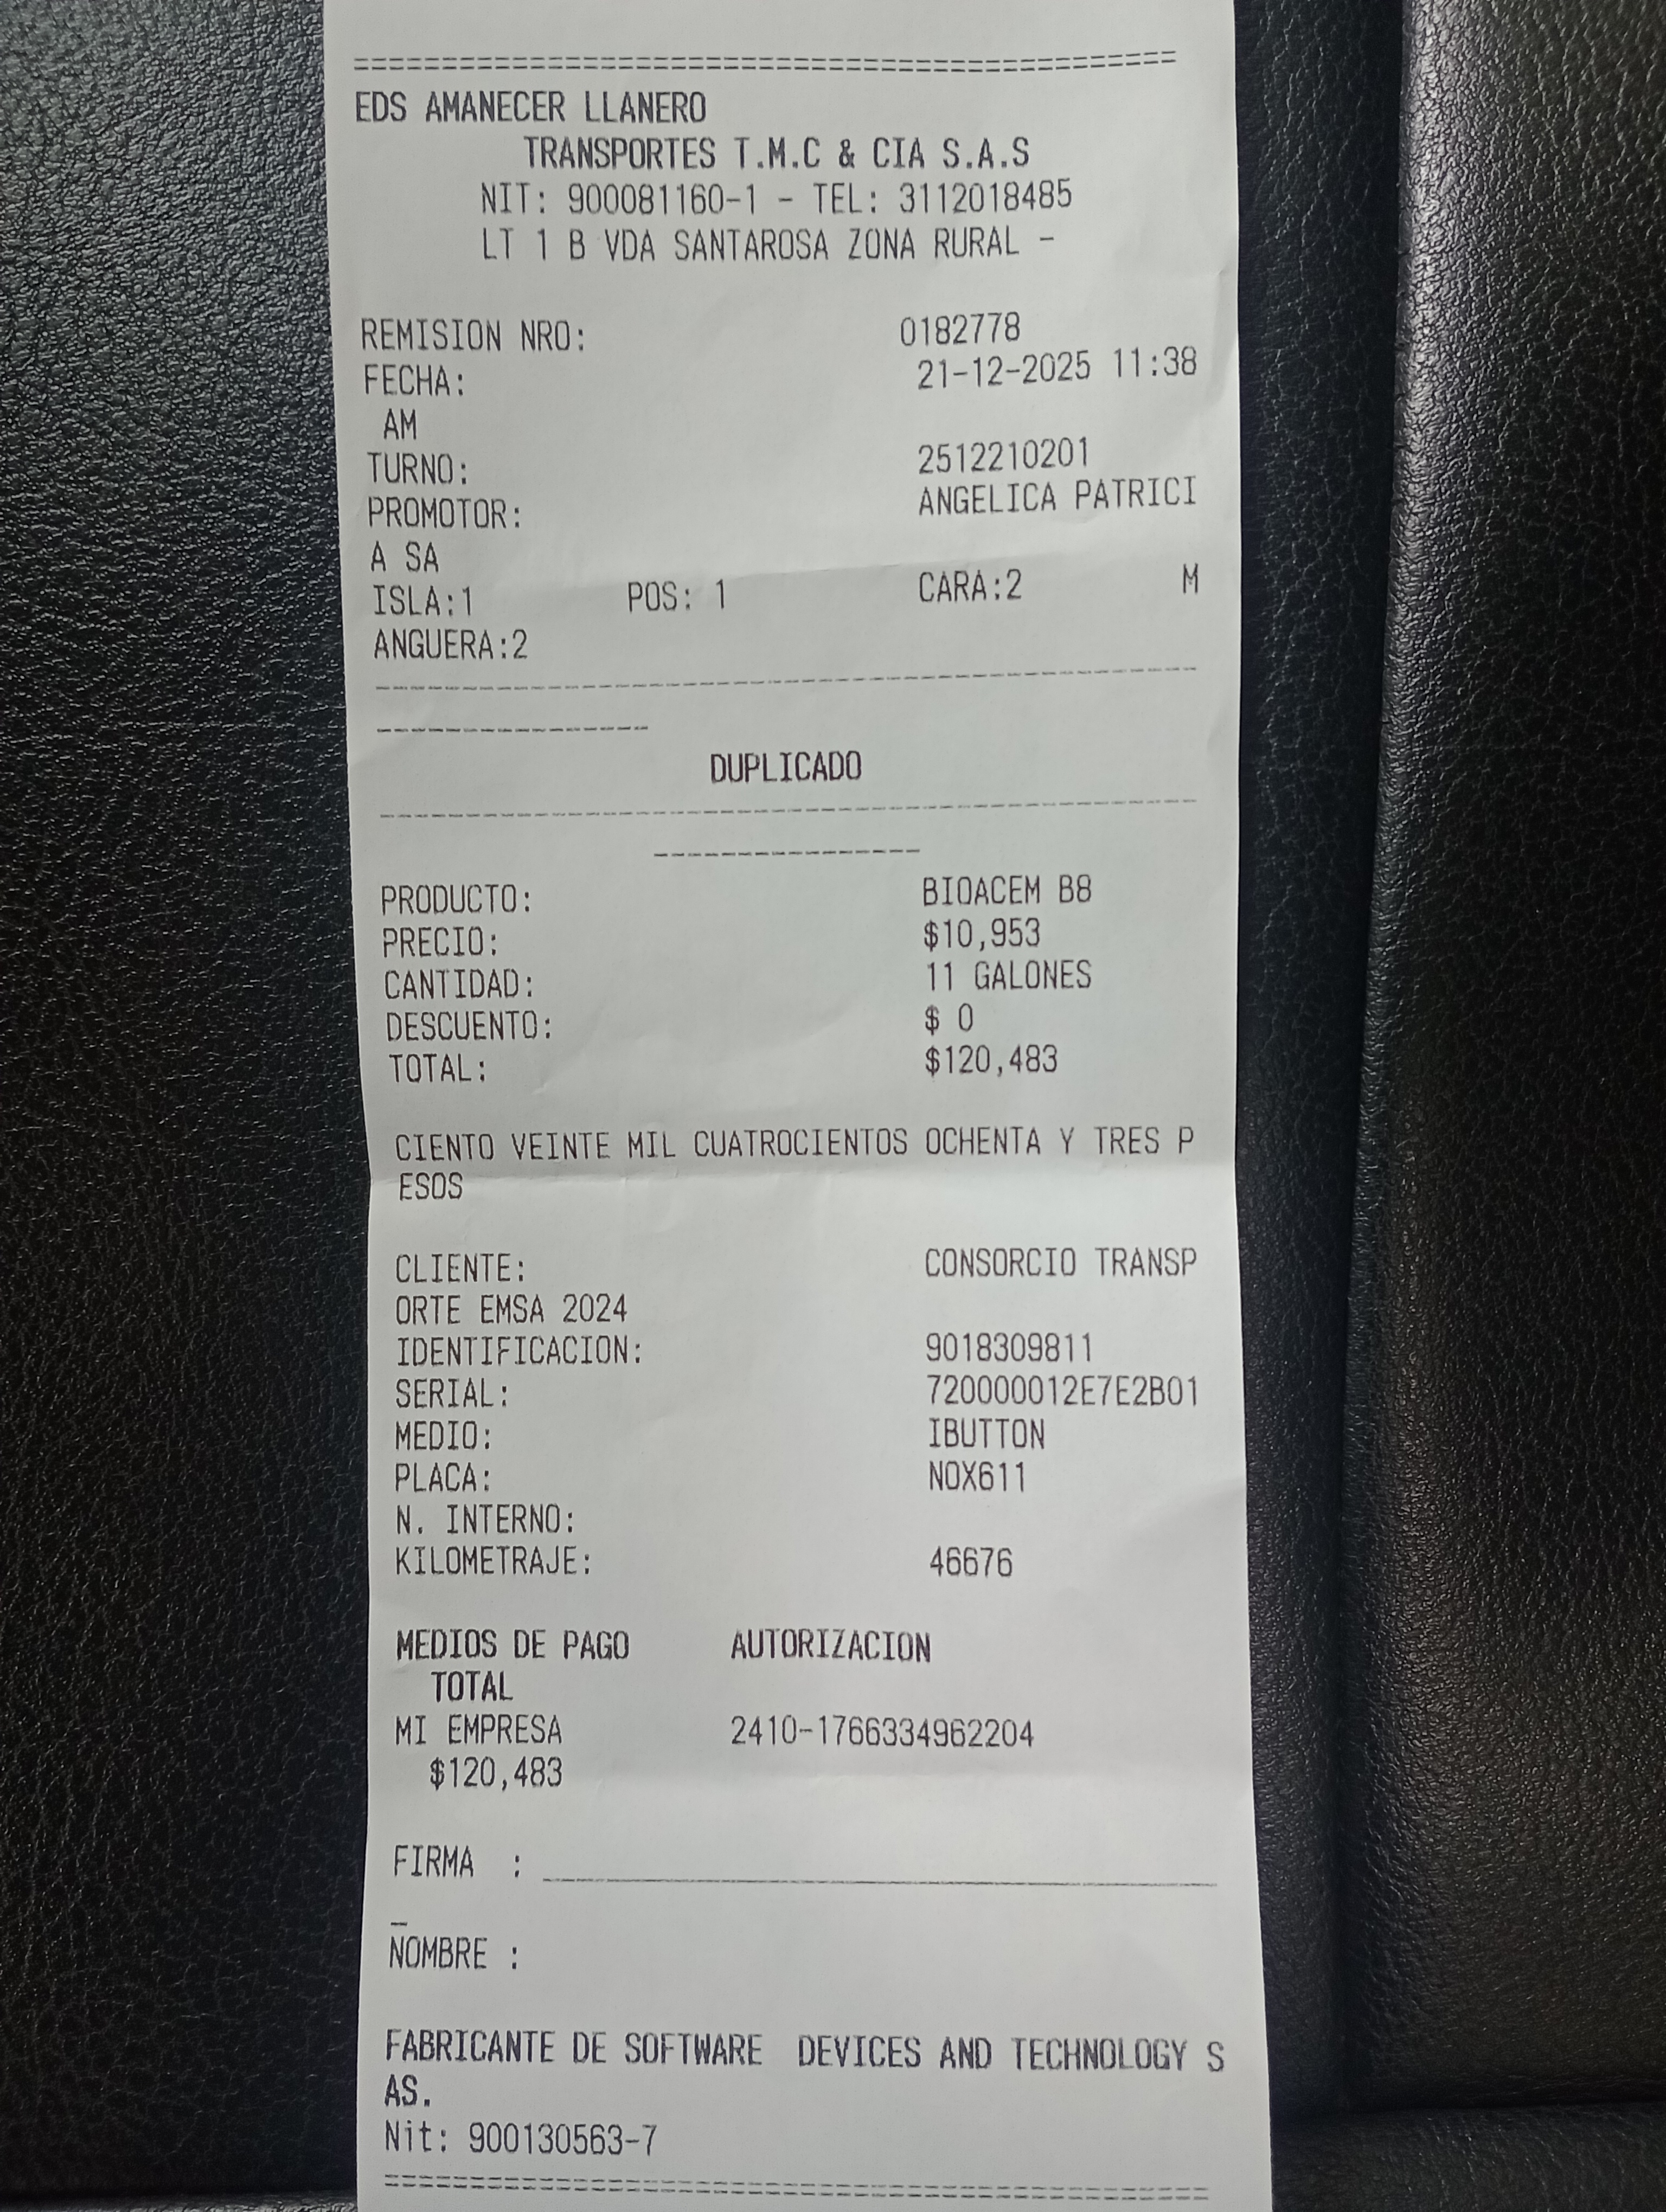 ================================================
EDS AMANECER LLANERO
TRANSPORTES T.M.C & CIA S.A.S
NIT: 900081160-1 - TEL: 3112018485
LT 1 B VDA SANTAROSA ZONA RURAL -
REMISION NRO: 0182778
FECHA: 21-12-2025 11:38
AM
TURNO: 2512210201
PROMOTOR: ANGELICA PATRICI
A SA
ISLA:1 POS: 1 CARA:2 M
ANGUERA:2
------------------------------------------------
----------------
DUPLICADO
------------------------------------------------
----------------
PRODUCTO: BIOACEM B8
PRECIO: $10,953
CANTIDAD: 11 GALONES
DESCUENTO: $ 0
TOTAL: $120,483
CIENTO VEINTE MIL CUATROCIENTOS OCHENTA Y TRES P
ESOS
CLIENTE: CONSORCIO TRANSP
ORTE EMSA 2024
IDENTIFICACION: 9018309811
SERIAL: 720000012E7E2B01
MEDIO: IBUTTON
PLACA: NOX611
N. INTERNO:
KILOMETRAJE: 46676
MEDIOS DE PAGO AUTORIZACION
TOTAL
MI EMPRESA 2410-1766334962204
$120,483
FIRMA : ________________________________________
_
NOMBRE :
FABRICANTE DE SOFTWARE DEVICES AND TECHNOLOGY S
AS.
Nit: 900130563-7
================================================